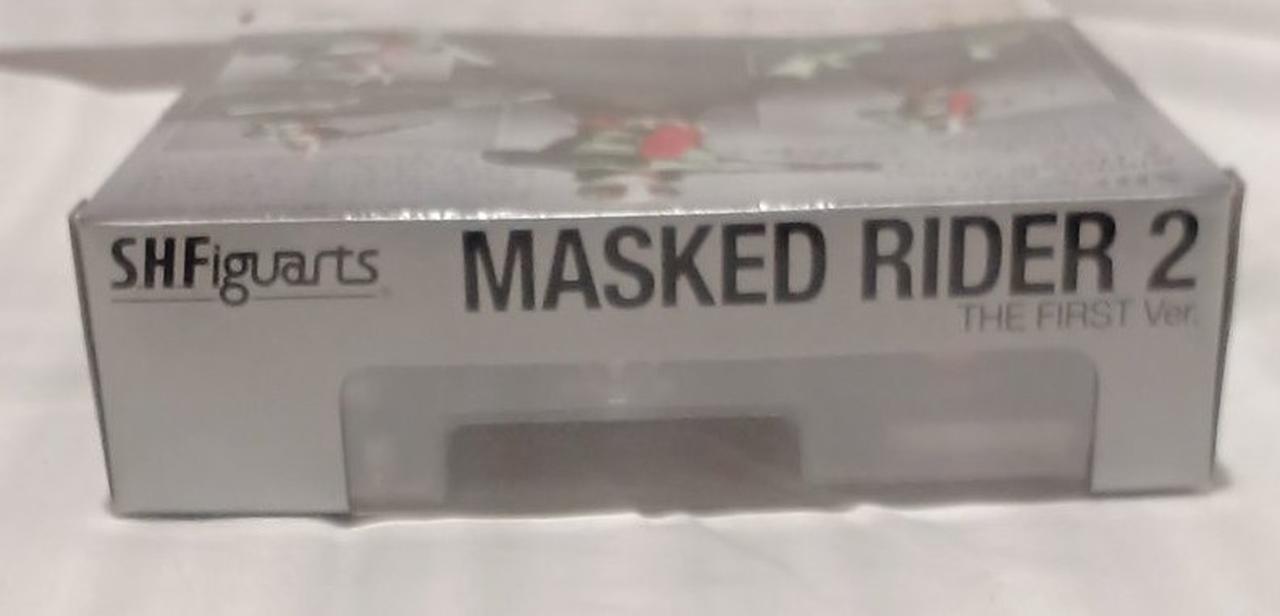 S.H.Figuarts
MASKED RIDER 2
THE FIRST Ver.